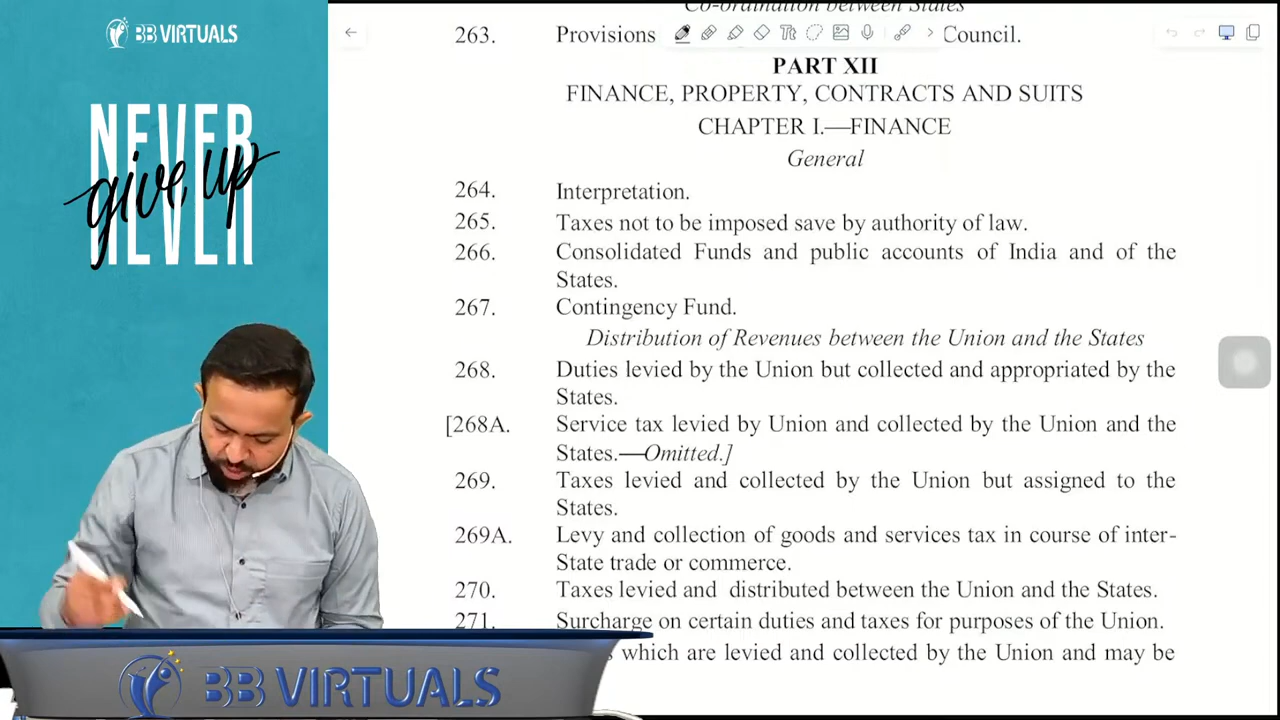 BB VIRTUALS
NEVER
give up
NEVER
Co-ordination between States
263. Provisions Council.
PART XII
FINANCE, PROPERTY, CONTRACTS AND SUITS
CHAPTER I.—FINANCE
General
264. Interpretation.
265. Taxes not to be imposed save by authority of law.
266. Consolidated Funds and public accounts of India and of the
States.
267. Contingency Fund.
Distribution of Revenues between the Union and the States
268. Duties levied by the Union but collected and appropriated by the
States.
[268A. Service tax levied by Union and collected by the Union and the
States.—Omitted.]
269. Taxes levied and collected by the Union but assigned to the
States.
269A. Levy and collection of goods and services tax in course of inter-
State trade or commerce.
270. Taxes levied and distributed between the Union and the States.
271. Surcharge on certain duties and taxes for purposes of the Union.
which are levied and collected by the Union and may be
BB VIRTUALS